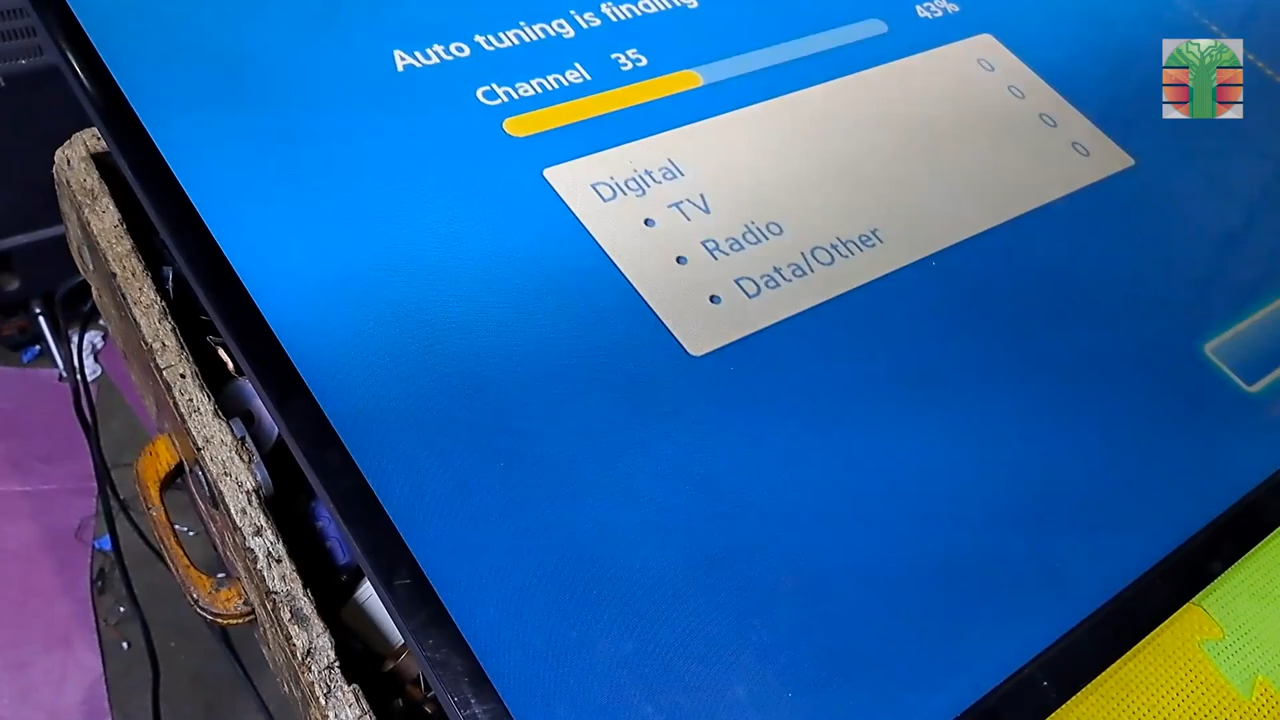 Auto tuning is finding
Channel 35
43%
Digital 0
• TV 0
• Radio 0
• Data/Other 0